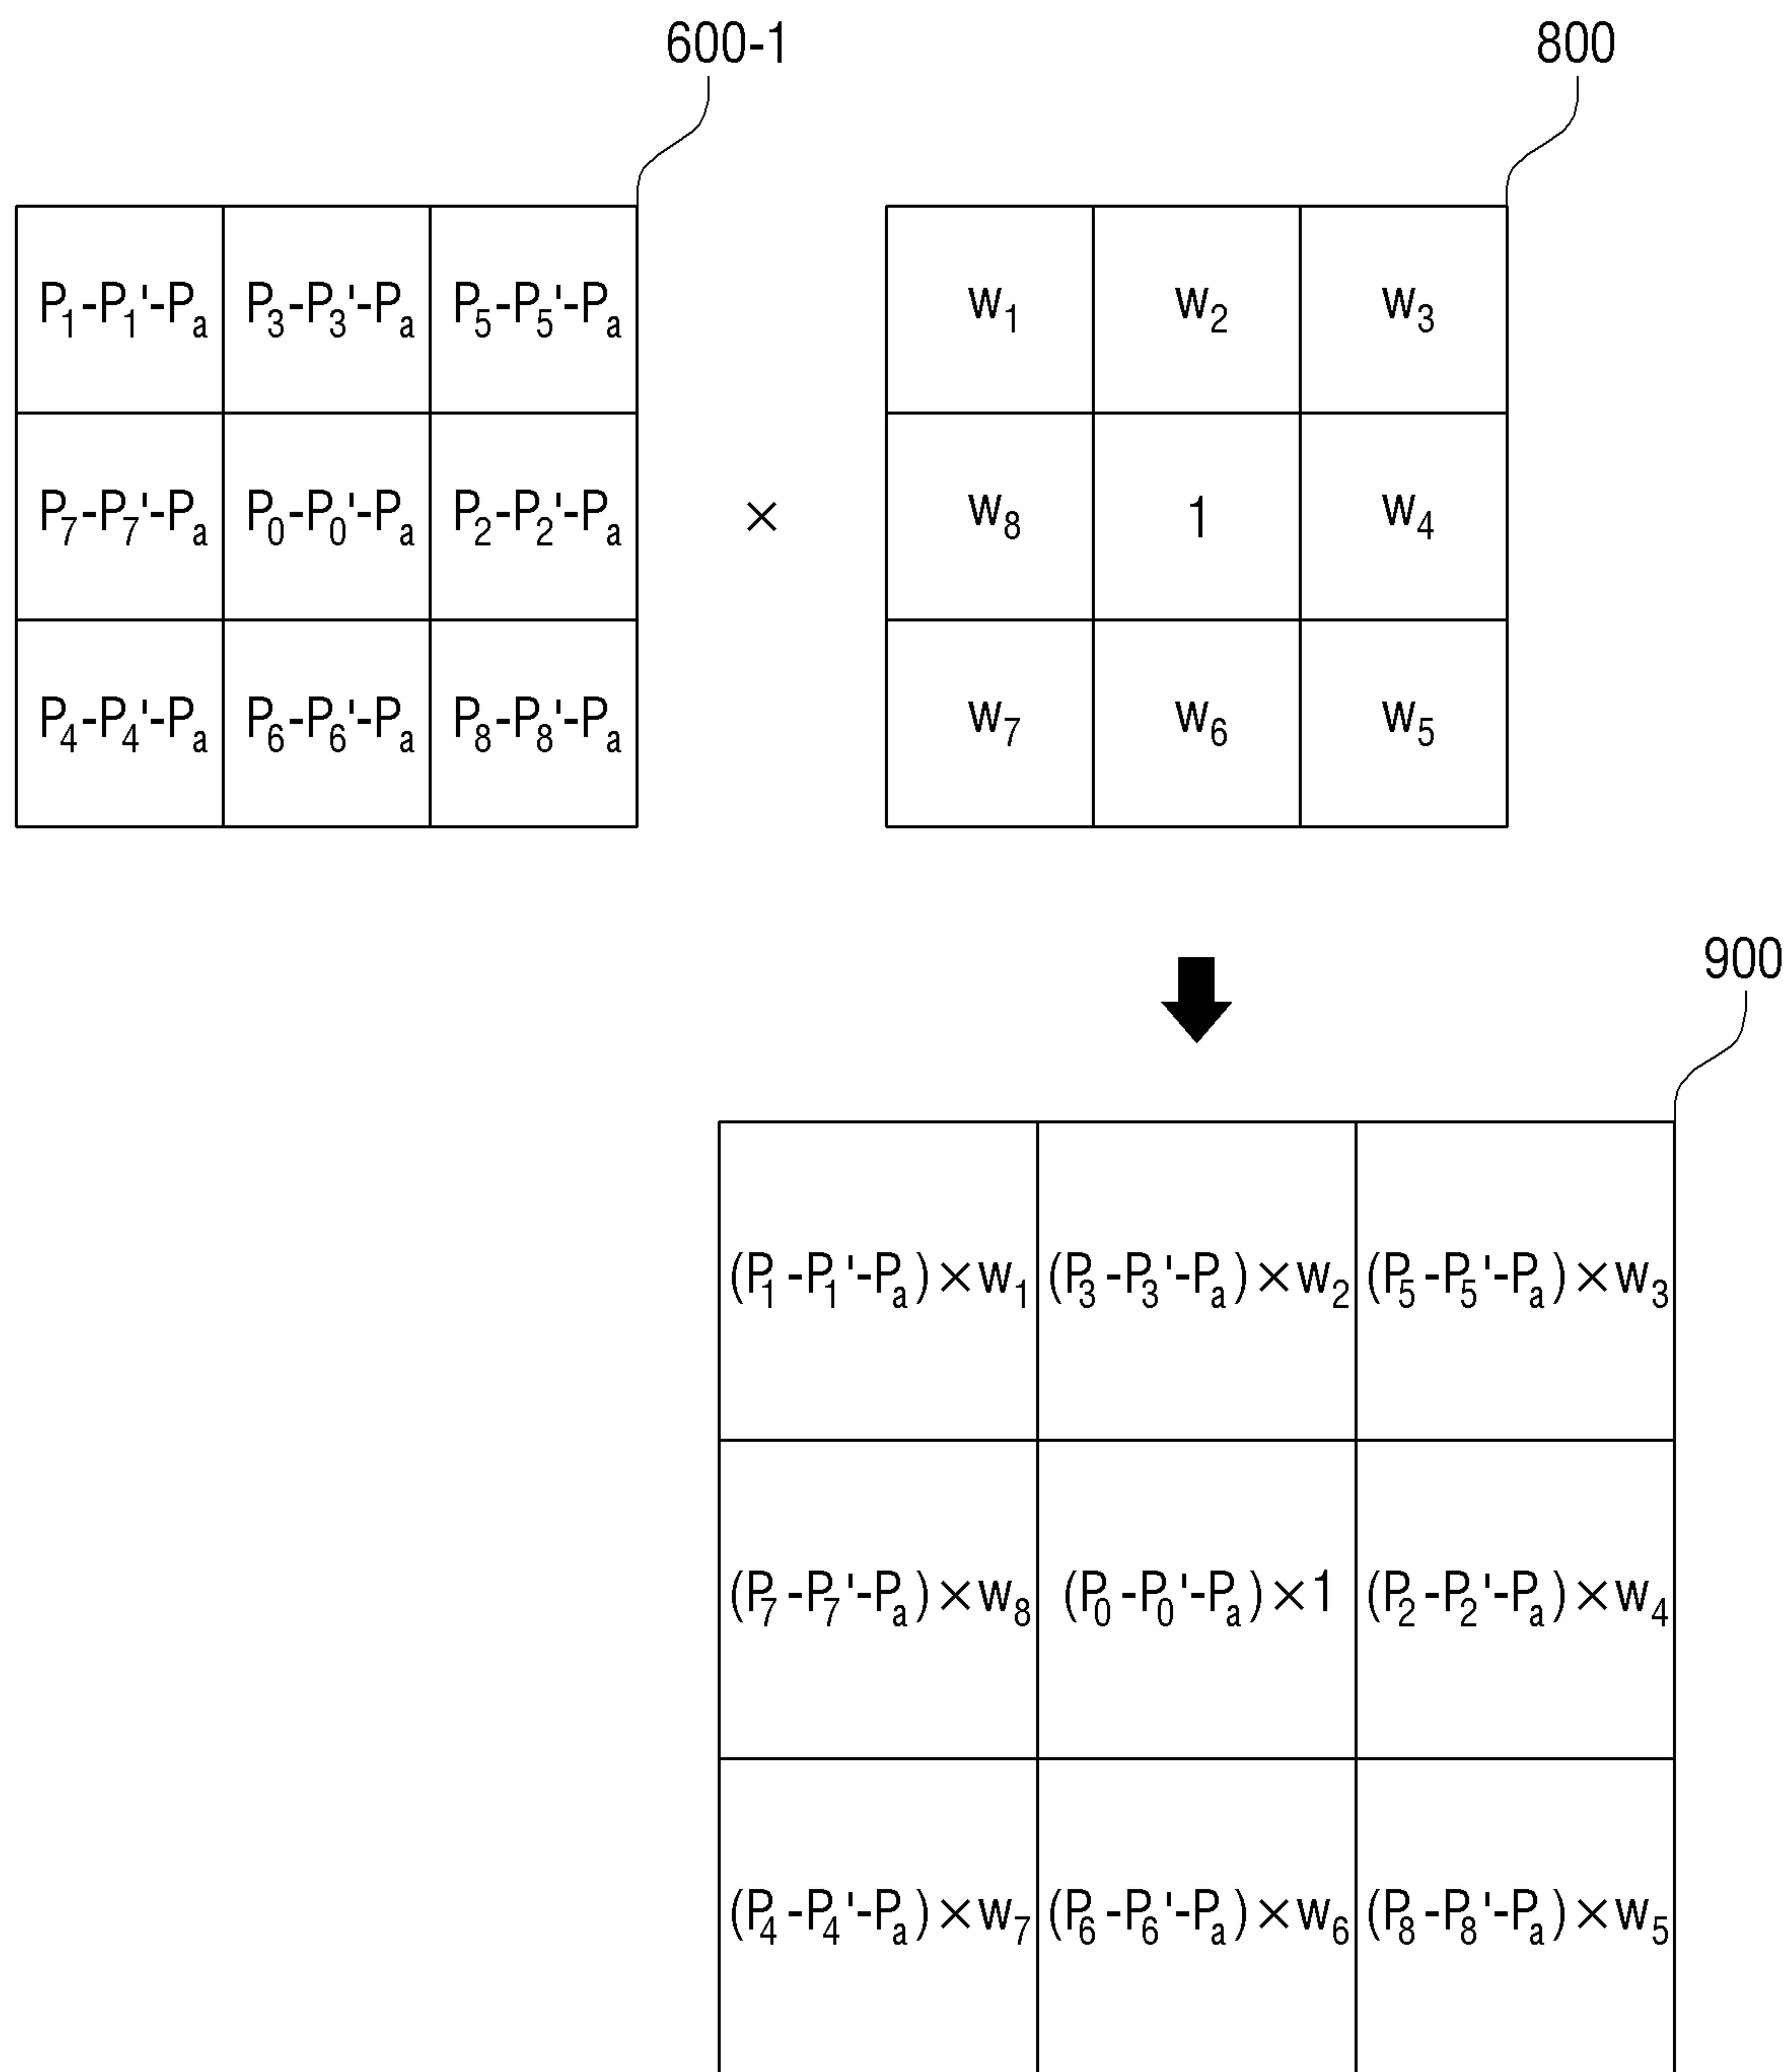 600-1 800
P₁-P₁'-Pₐ P₃-P₃'-Pₐ P₅-P₅'-Pₐ w₁ w₂ w₃
P₇-P₇'-Pₐ P₀-P₀'-Pₐ P₂-P₂'-Pₐ × w₈ 1 w₄
P₄-P₄'-Pₐ P₆-P₆'-Pₐ P₈-P₈'-Pₐ w₇ w₆ w₅
900
(P₁-P₁'-Pₐ)×w₁ (P₃-P₃'-Pₐ)×w₂ (P₅-P₅'-Pₐ)×w₃
(P₇-P₇'-Pₐ)×w₈ (P₀-P₀'-Pₐ)×1 (P₂-P₂'-Pₐ)×w₄
(P₄-P₄'-Pₐ)×w₇ (P₆-P₆'-Pₐ)×w₆ (P₈-P₈'-Pₐ)×w₅